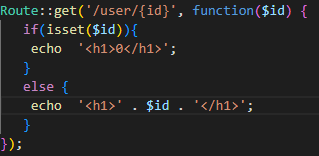 Route::get('/user/{id}', function($id) {
if(isset($id)){
echo '<h1>0</h1>';
}
else {
echo '<h1>' . $id . '</h1>';
}
});